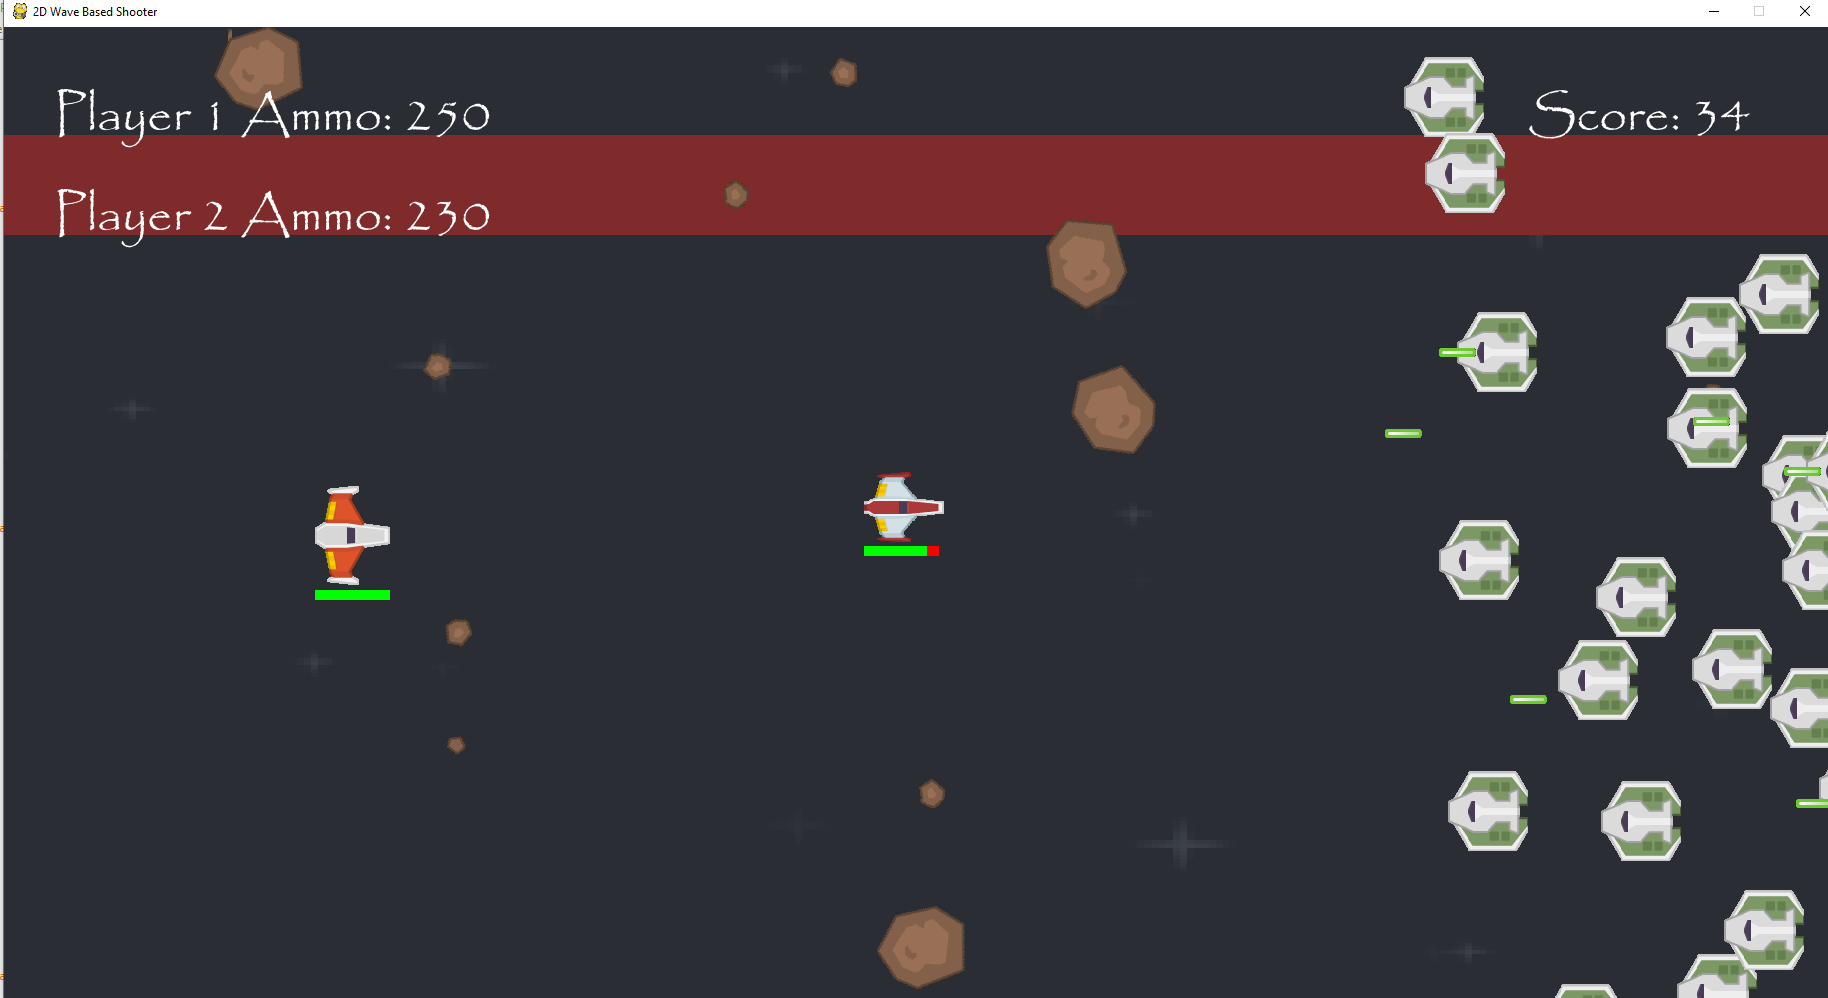 2D Wave Based Shooter
Player 1 Ammo: 250
Score: 34
Player 2 Ammo: 230